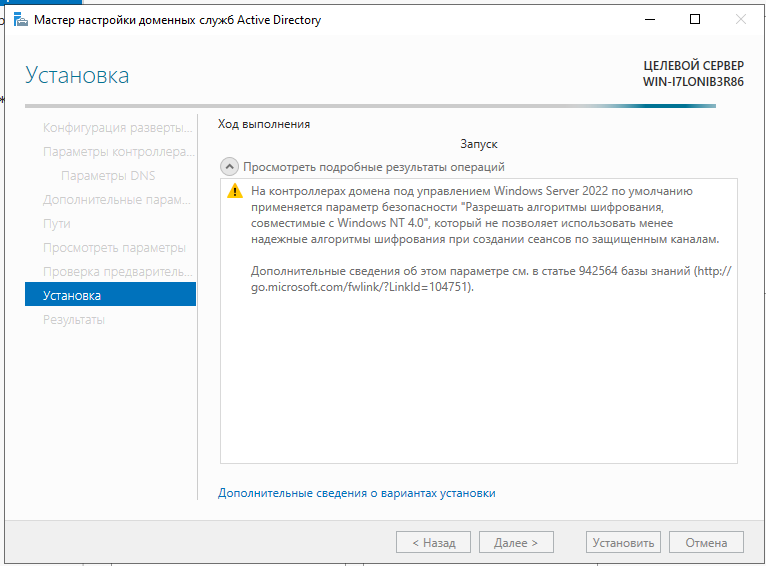 Мастер настройки доменных служб Active Directory
Установка
ЦЕЛЕВОЙ СЕРВЕР
WIN-I7LONIB3R86
Конфигурация разверты...
Параметры контроллера...
Параметры DNS
Дополнительные парам...
Пути
Просмотреть параметры
Проверка предваритель...
Установка
Результаты
Ход выполнения
Запуск
Просмотреть подробные результаты операций
На контроллерах домена под управлением Windows Server 2022 по умолчанию
применяется параметр безопасности "Разрешать алгоритмы шифрования,
совместимые с Windows NT 4.0", который не позволяет использовать менее
надежные алгоритмы шифрования при создании сеансов по защищенным каналам.
Дополнительные сведения об этом параметре см. в статье 942564 базы знаний (http://
go.microsoft.com/fwlink/?LinkId=104751).
Дополнительные сведения о вариантах установки
< Назад
Далее >
Установить
Отмена